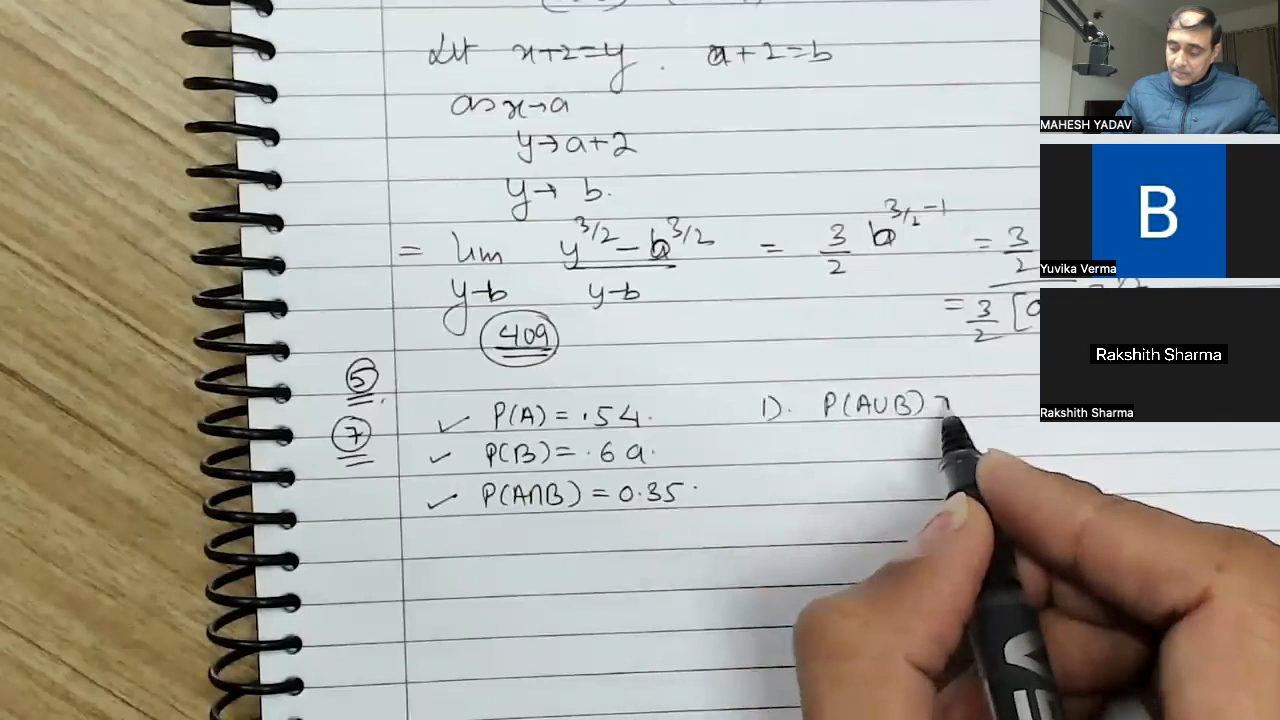 Let x+2=y. a+2=b
as x→a
y→a+2
y→ b.
= lim y→b (y^3/2 - b^3/2)/(y-b) = 3/2 b^3/2 -1 = 3/2
= 3/2 [a
409
5
7
✓ P(A) = .54.
✓ P(B) = .69.
✓ P(A∩B) = 0.35.
1). P(A∪B) =
MAHESH YADAV
B
Yuvika Verma
Rakshith Sharma
Rakshith Sharma